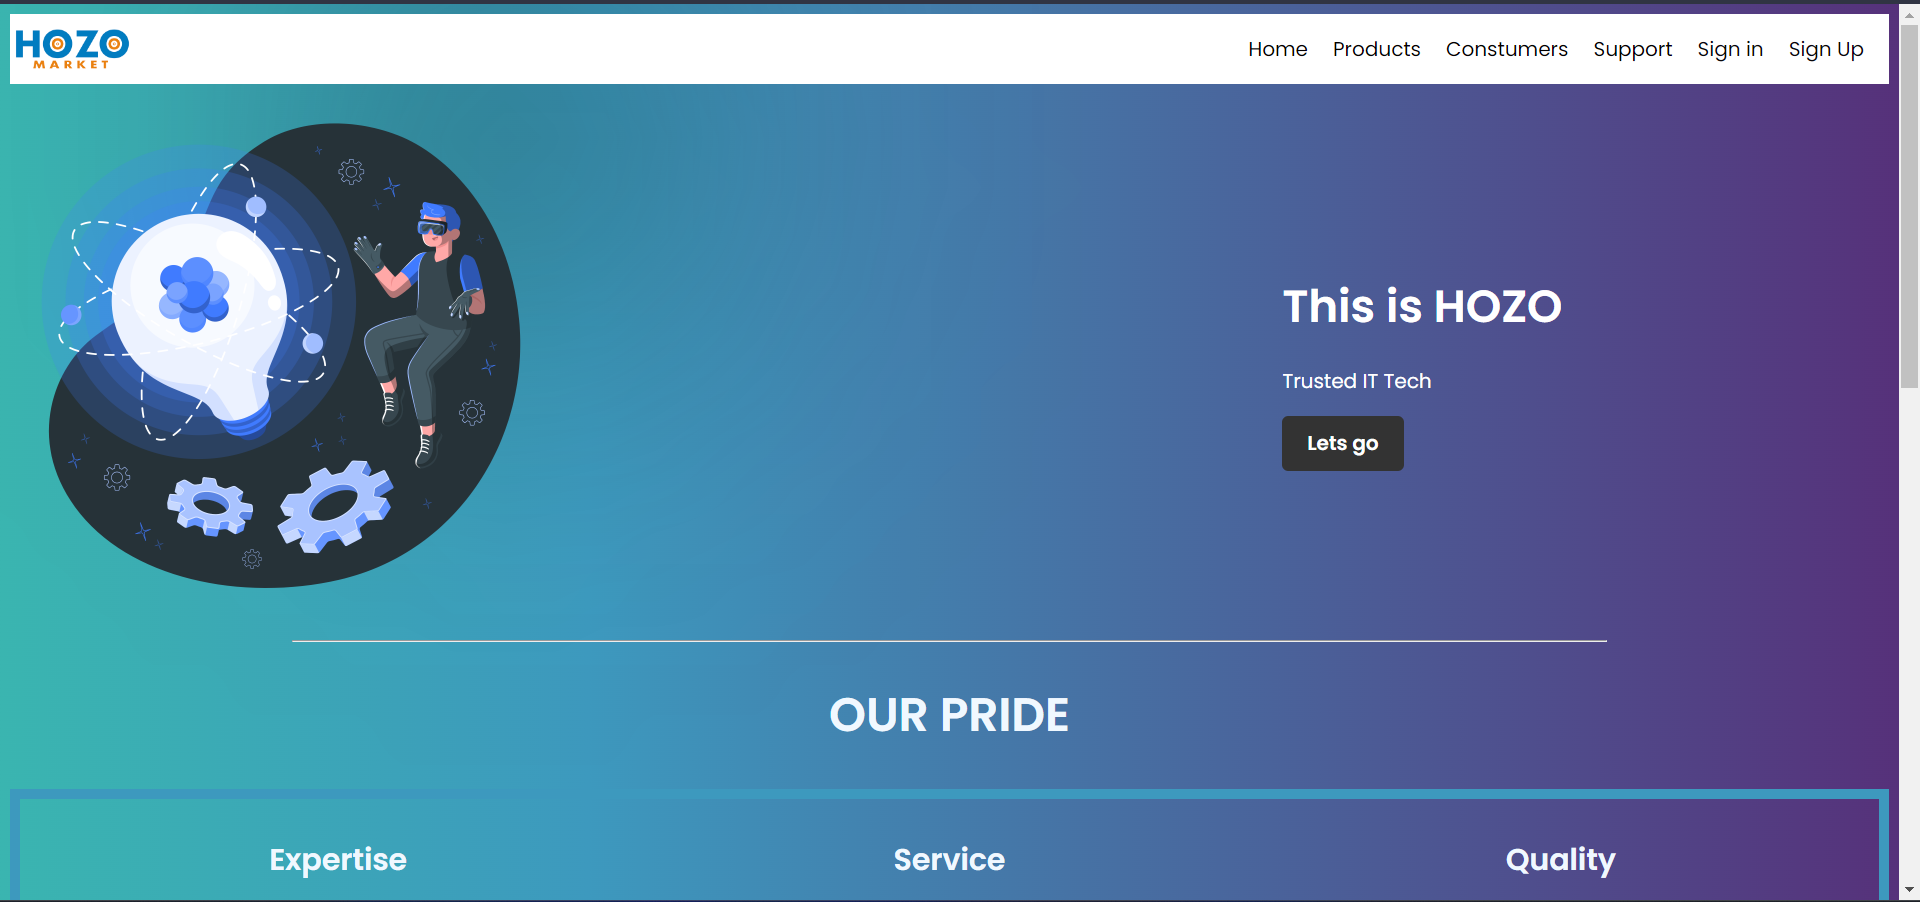 HOZO
MARKET
Home Products Constumers Support Sign in Sign Up
This is HOZO
Trusted IT Tech
Lets go
OUR PRIDE
Expertise Service Quality